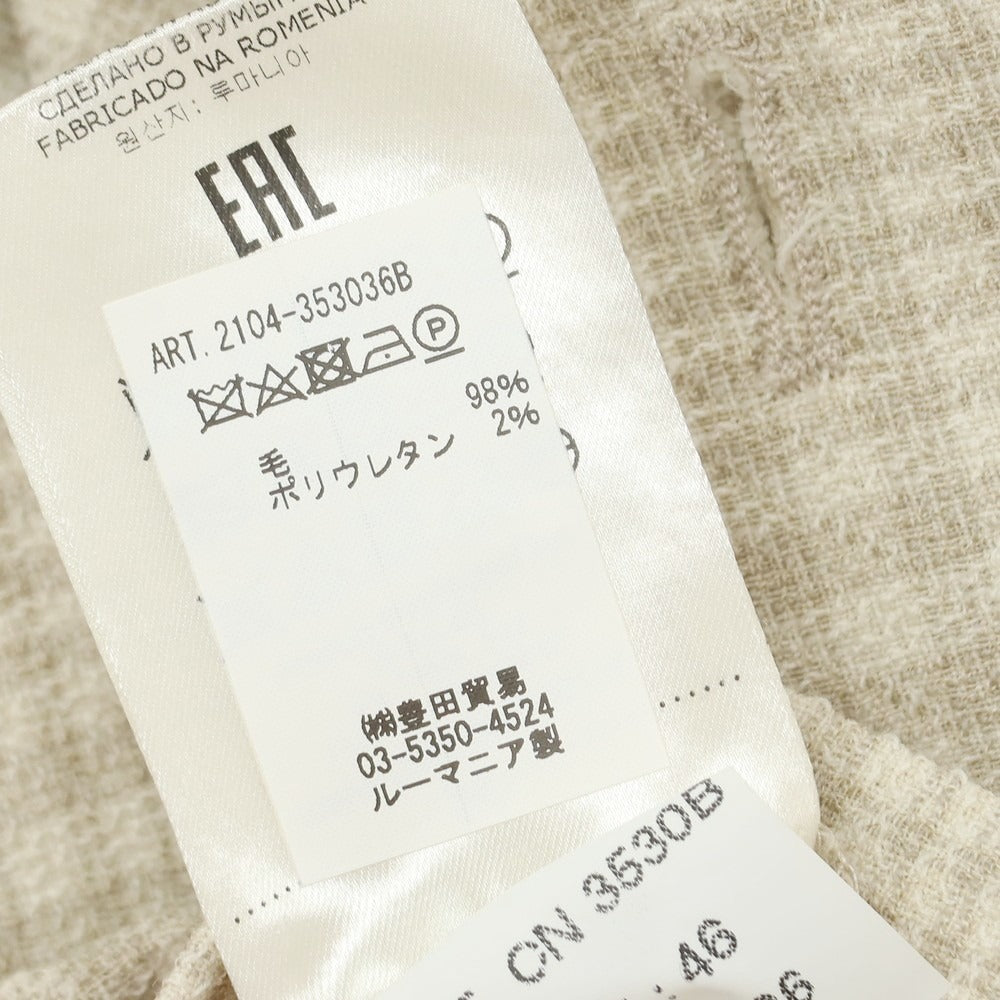 СДЕЛАНО В
FABRICADO NA ROMENIA
원산지: 루마니아
EAC
ART. 2104-353036B
P
毛 98%
ポリウレタン 2%
㈱豊田貿易
03-5350-4524
ルーマニア製
CN 3530B
46